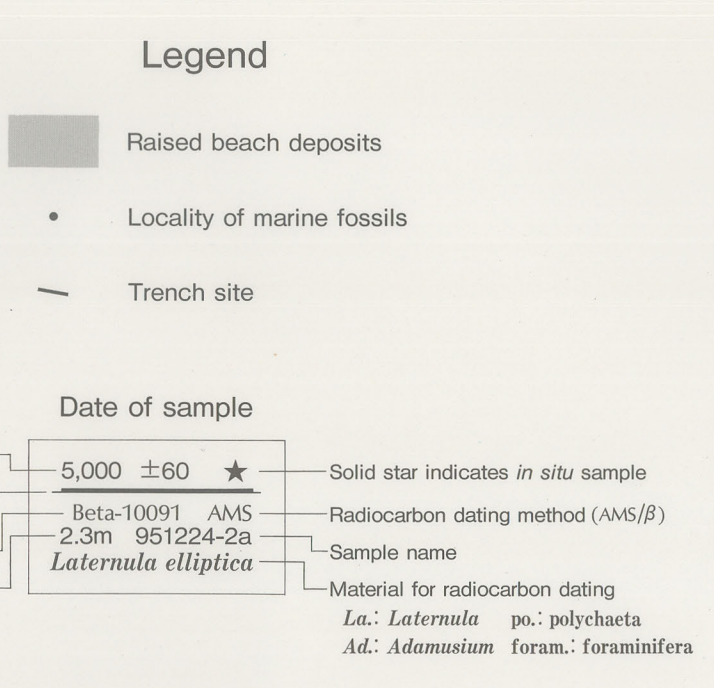 Legend
Raised beach deposits
Locality of marine fossils
Trench site
Date of sample
5,000 ±60 ★
Solid star indicates in situ sample
Beta-10091 AMS
Radiocarbon dating method (AMS/β)
2.3m 951224-2a
Sample name
Laternula elliptica
Material for radiocarbon dating
La.: Laternula po.: polychaeta
Ad.: Adamusium foram.: foraminifera